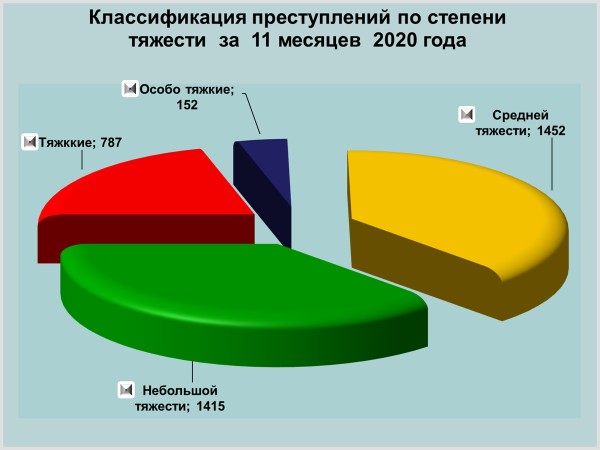 Классификация преступлений по степени
тяжести за 11 месяцев 2020 года
Особо тяжкие;
152
Средней
тяжести; 1452
Тяжккие; 787
Небольшой
тяжести; 1415